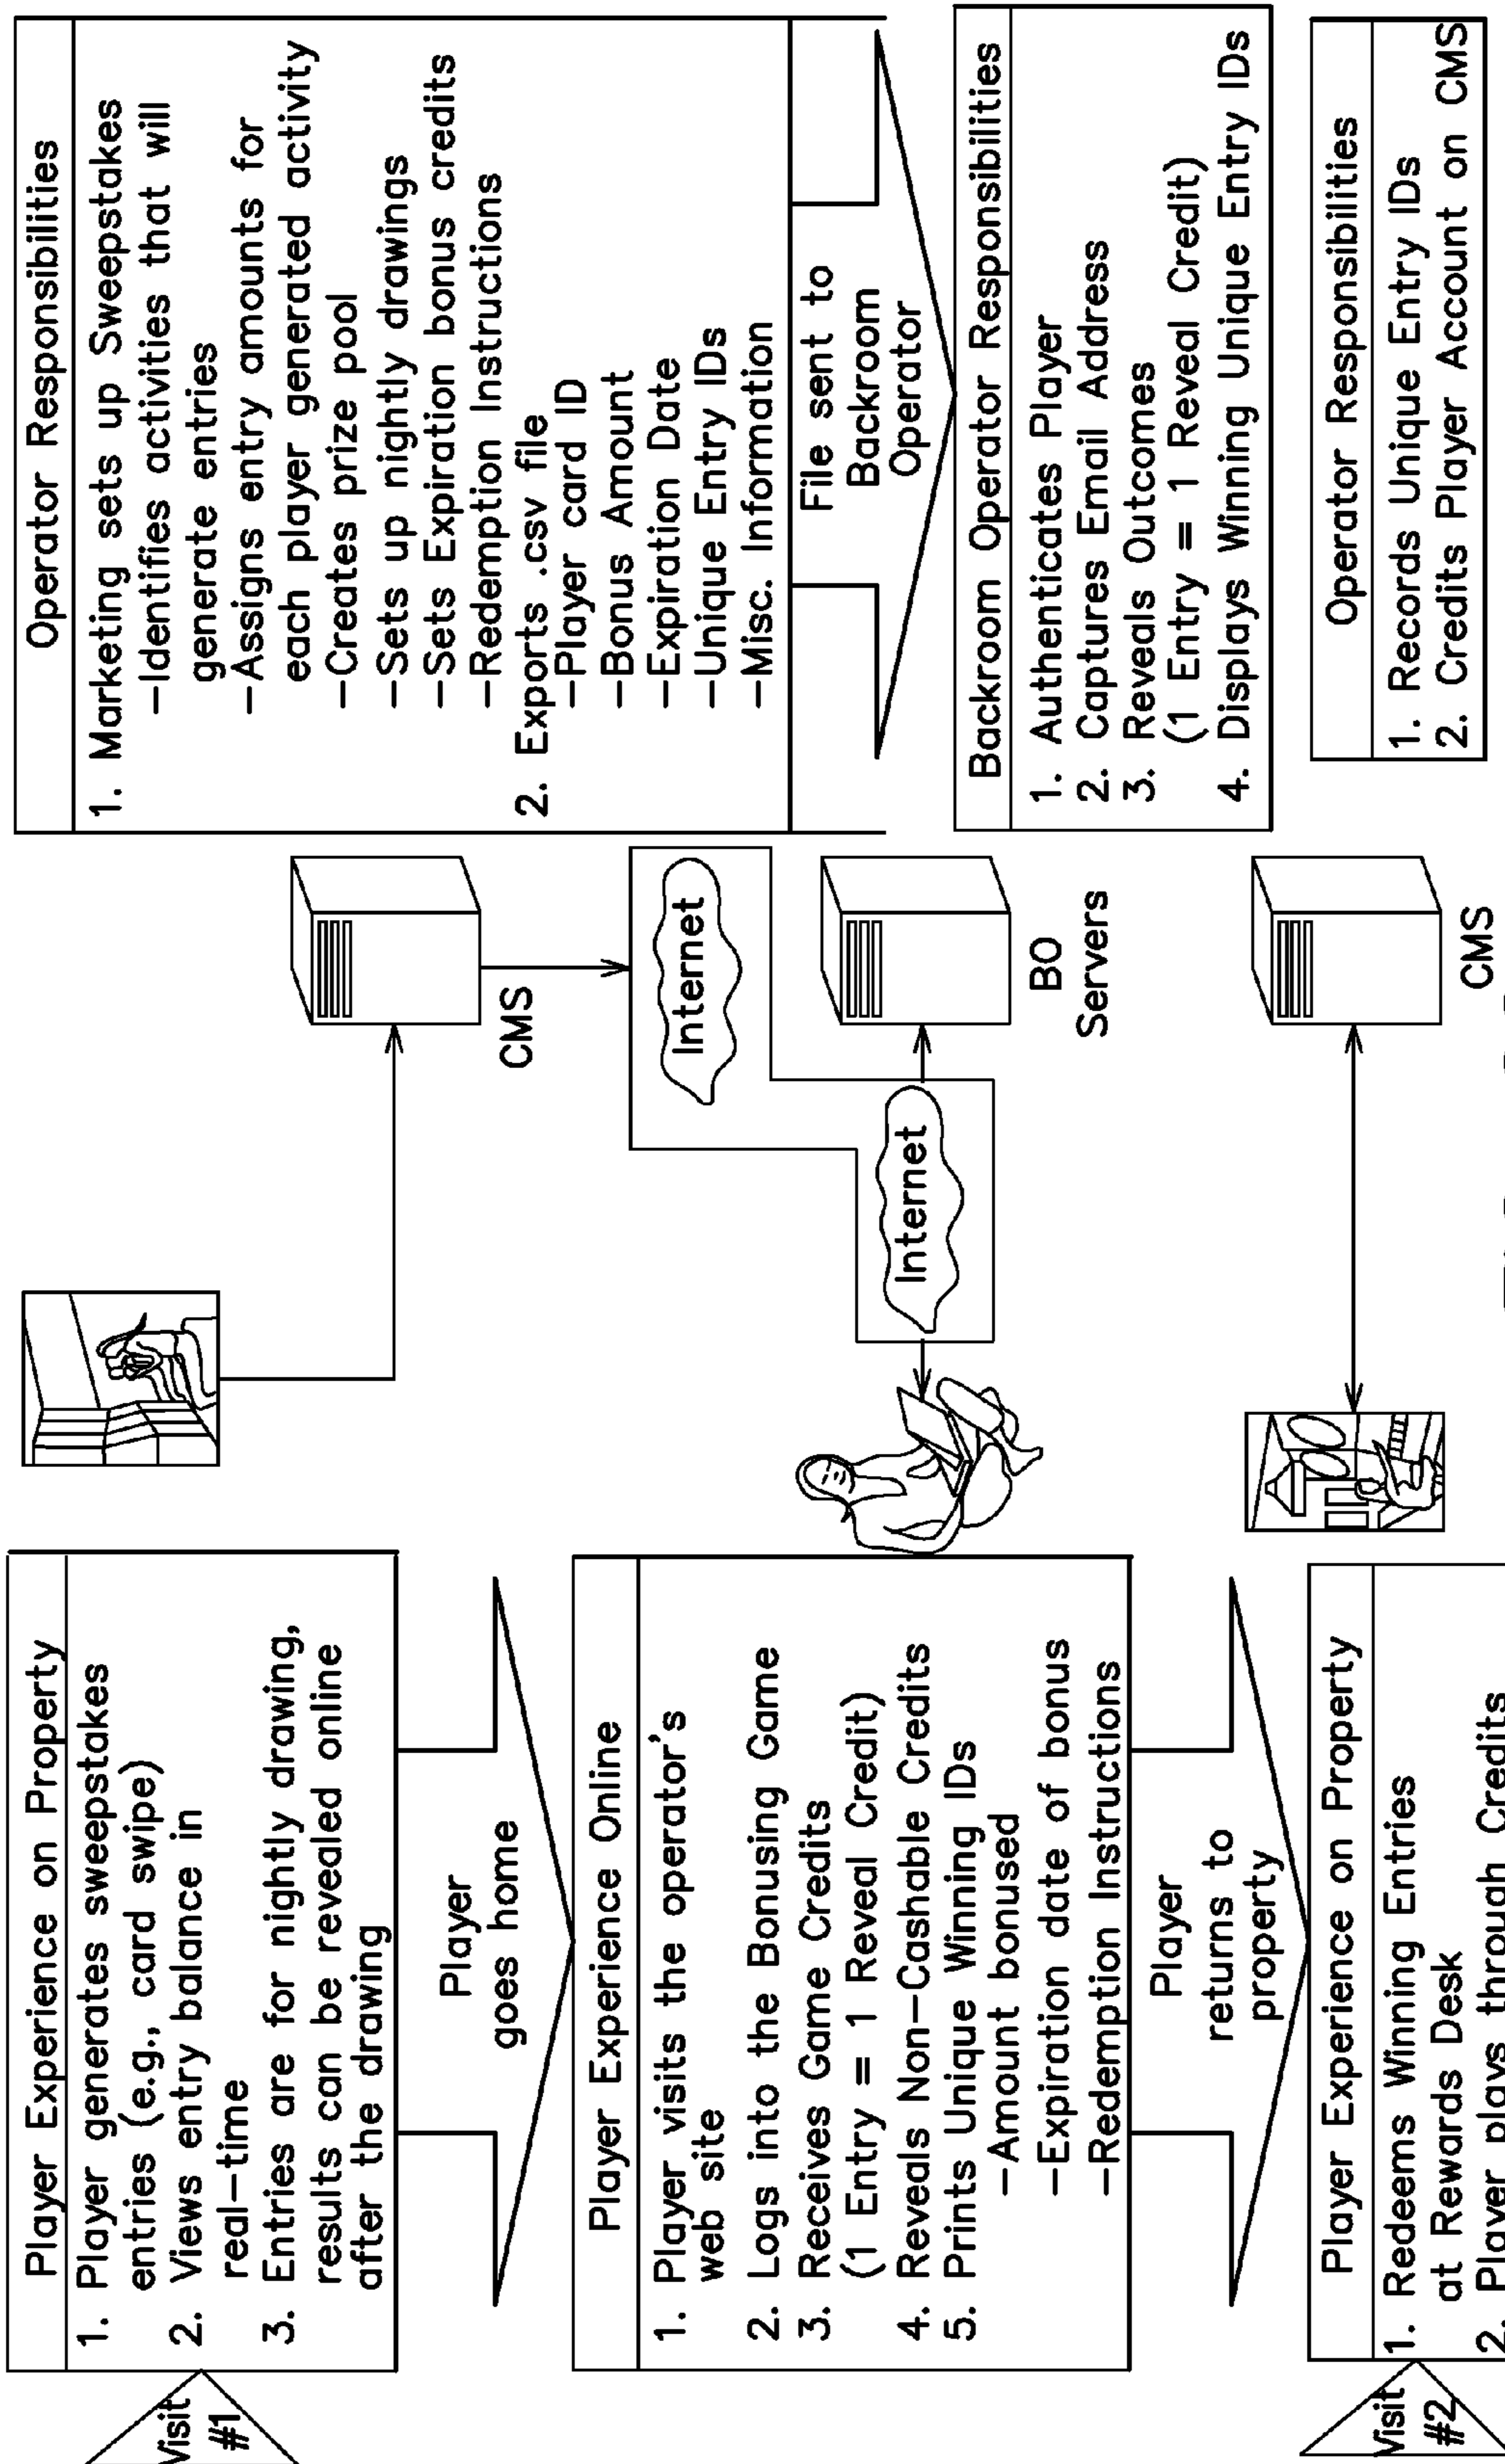 Visit
#1
Player Experience on Property
1. Player generates sweepstakes
entries (e.g., card swipe)
2. Views entry balance in
real-time
3. Entries are for nightly drawing,
results can be revealed online
after the drawing
Player
goes home
Player Experience Online
1. Player visits the operator's
web site
2. Logs into the Bonusing Game
3. Receives Game Credits
(1 Entry = 1 Reveal Credit)
4. Reveals Non-Cashable Credits
5. Prints Unique Winning IDs
-Amount bonused
-Expiration date of bonus
-Redemption Instructions
Player
returns to
property
Visit
#2
Player Experience on Property
1. Redeems Winning Entries
at Rewards Desk
2. Player plays through Credits
CMS
Internet
Internet
BO
Servers
CMS
Operator Responsibilities
1. Marketing sets up Sweepstakes
-Identifies activities that will
generate entries
-Assigns entry amounts for
each player generated activity
-Creates prize pool
-Sets up nightly drawings
-Sets Expiration bonus credits
-Redemption Instructions
2. Exports .csv file
-Player card ID
-Bonus Amount
-Expiration Date
-Unique Entry IDs
-Misc. Information
File sent to
Backroom
Operator
Backroom Operator Responsibilities
1. Authenticates Player
2. Captures Email Address
3. Reveals Outcomes
(1 Entry = 1 Reveal Credit)
4. Displays Winning Unique Entry IDs
Operator Responsibilities
1. Records Unique Entry IDs
2. Credits Player Account on CMS